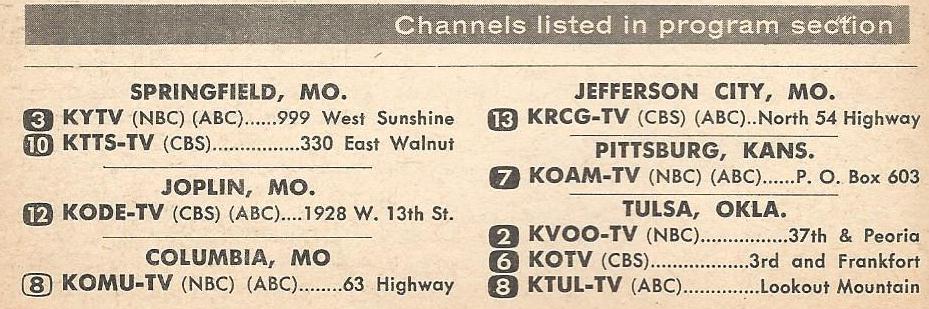 Channels listed in program section
SPRINGFIELD, MO.
3 KYTV (NBC) (ABC)......999 West Sunshine
10 KTTS-TV (CBS)................330 East Walnut
JOPLIN, MO.
12 KODE-TV (CBS) (ABC)....1928 W. 13th St.
COLUMBIA, MO
8 KOMU-TV (NBC) (ABC)........63 Highway
JEFFERSON CITY, MO.
13 KRCG-TV (CBS) (ABC)..North 54 Highway
PITTSBURG, KANS.
7 KOAM-TV (NBC) (ABC)......P. O. Box 603
TULSA, OKLA.
2 KVOO-TV (NBC)................37th & Peoria
6 KOTV (CBS)....................3rd and Frankfort
8 KTUL-TV (ABC)..............Lookout Mountain